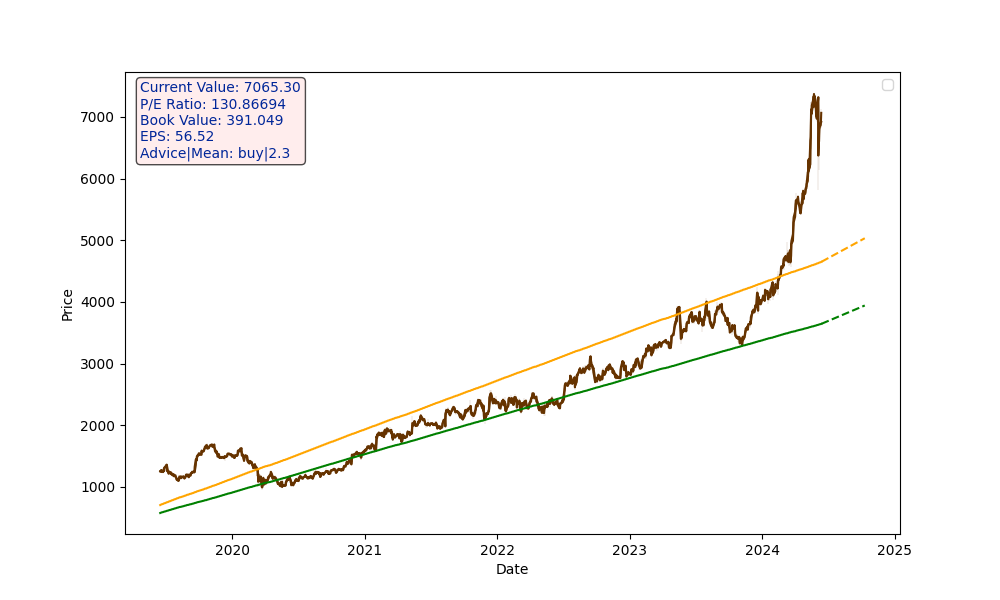 Current Value: 7065.30
P/E Ratio: 130.86694
Book Value: 391.049
EPS: 56.52
Advice|Mean: buy|2.3
7000
6000
5000
4000
3000
2000
1000
Price
2020
2021
2022
2023
2024
2025
Date